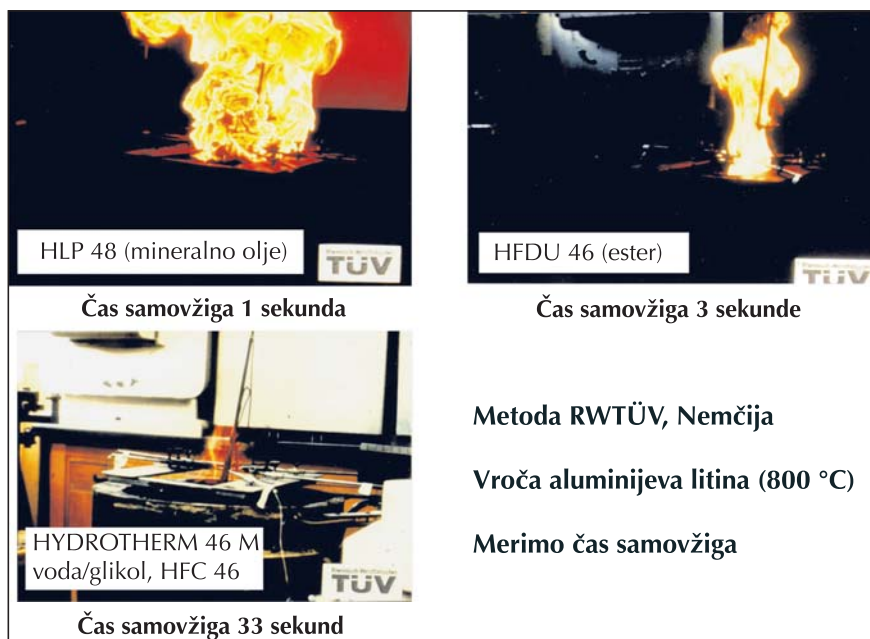 HLP 48 (mineralno olje)
TÜV
Čas samovžiga 1 sekunda
HFDU 46 (ester)
TÜV
Čas samovžiga 3 sekunde
HYDROTHERM 46 M
voda/glikol, HFC 46
TÜV
Čas samovžiga 33 sekund
Metoda RWTÜV, Nemčija
Vroča aluminijeva litina (800 °C)
Merimo čas samovžiga